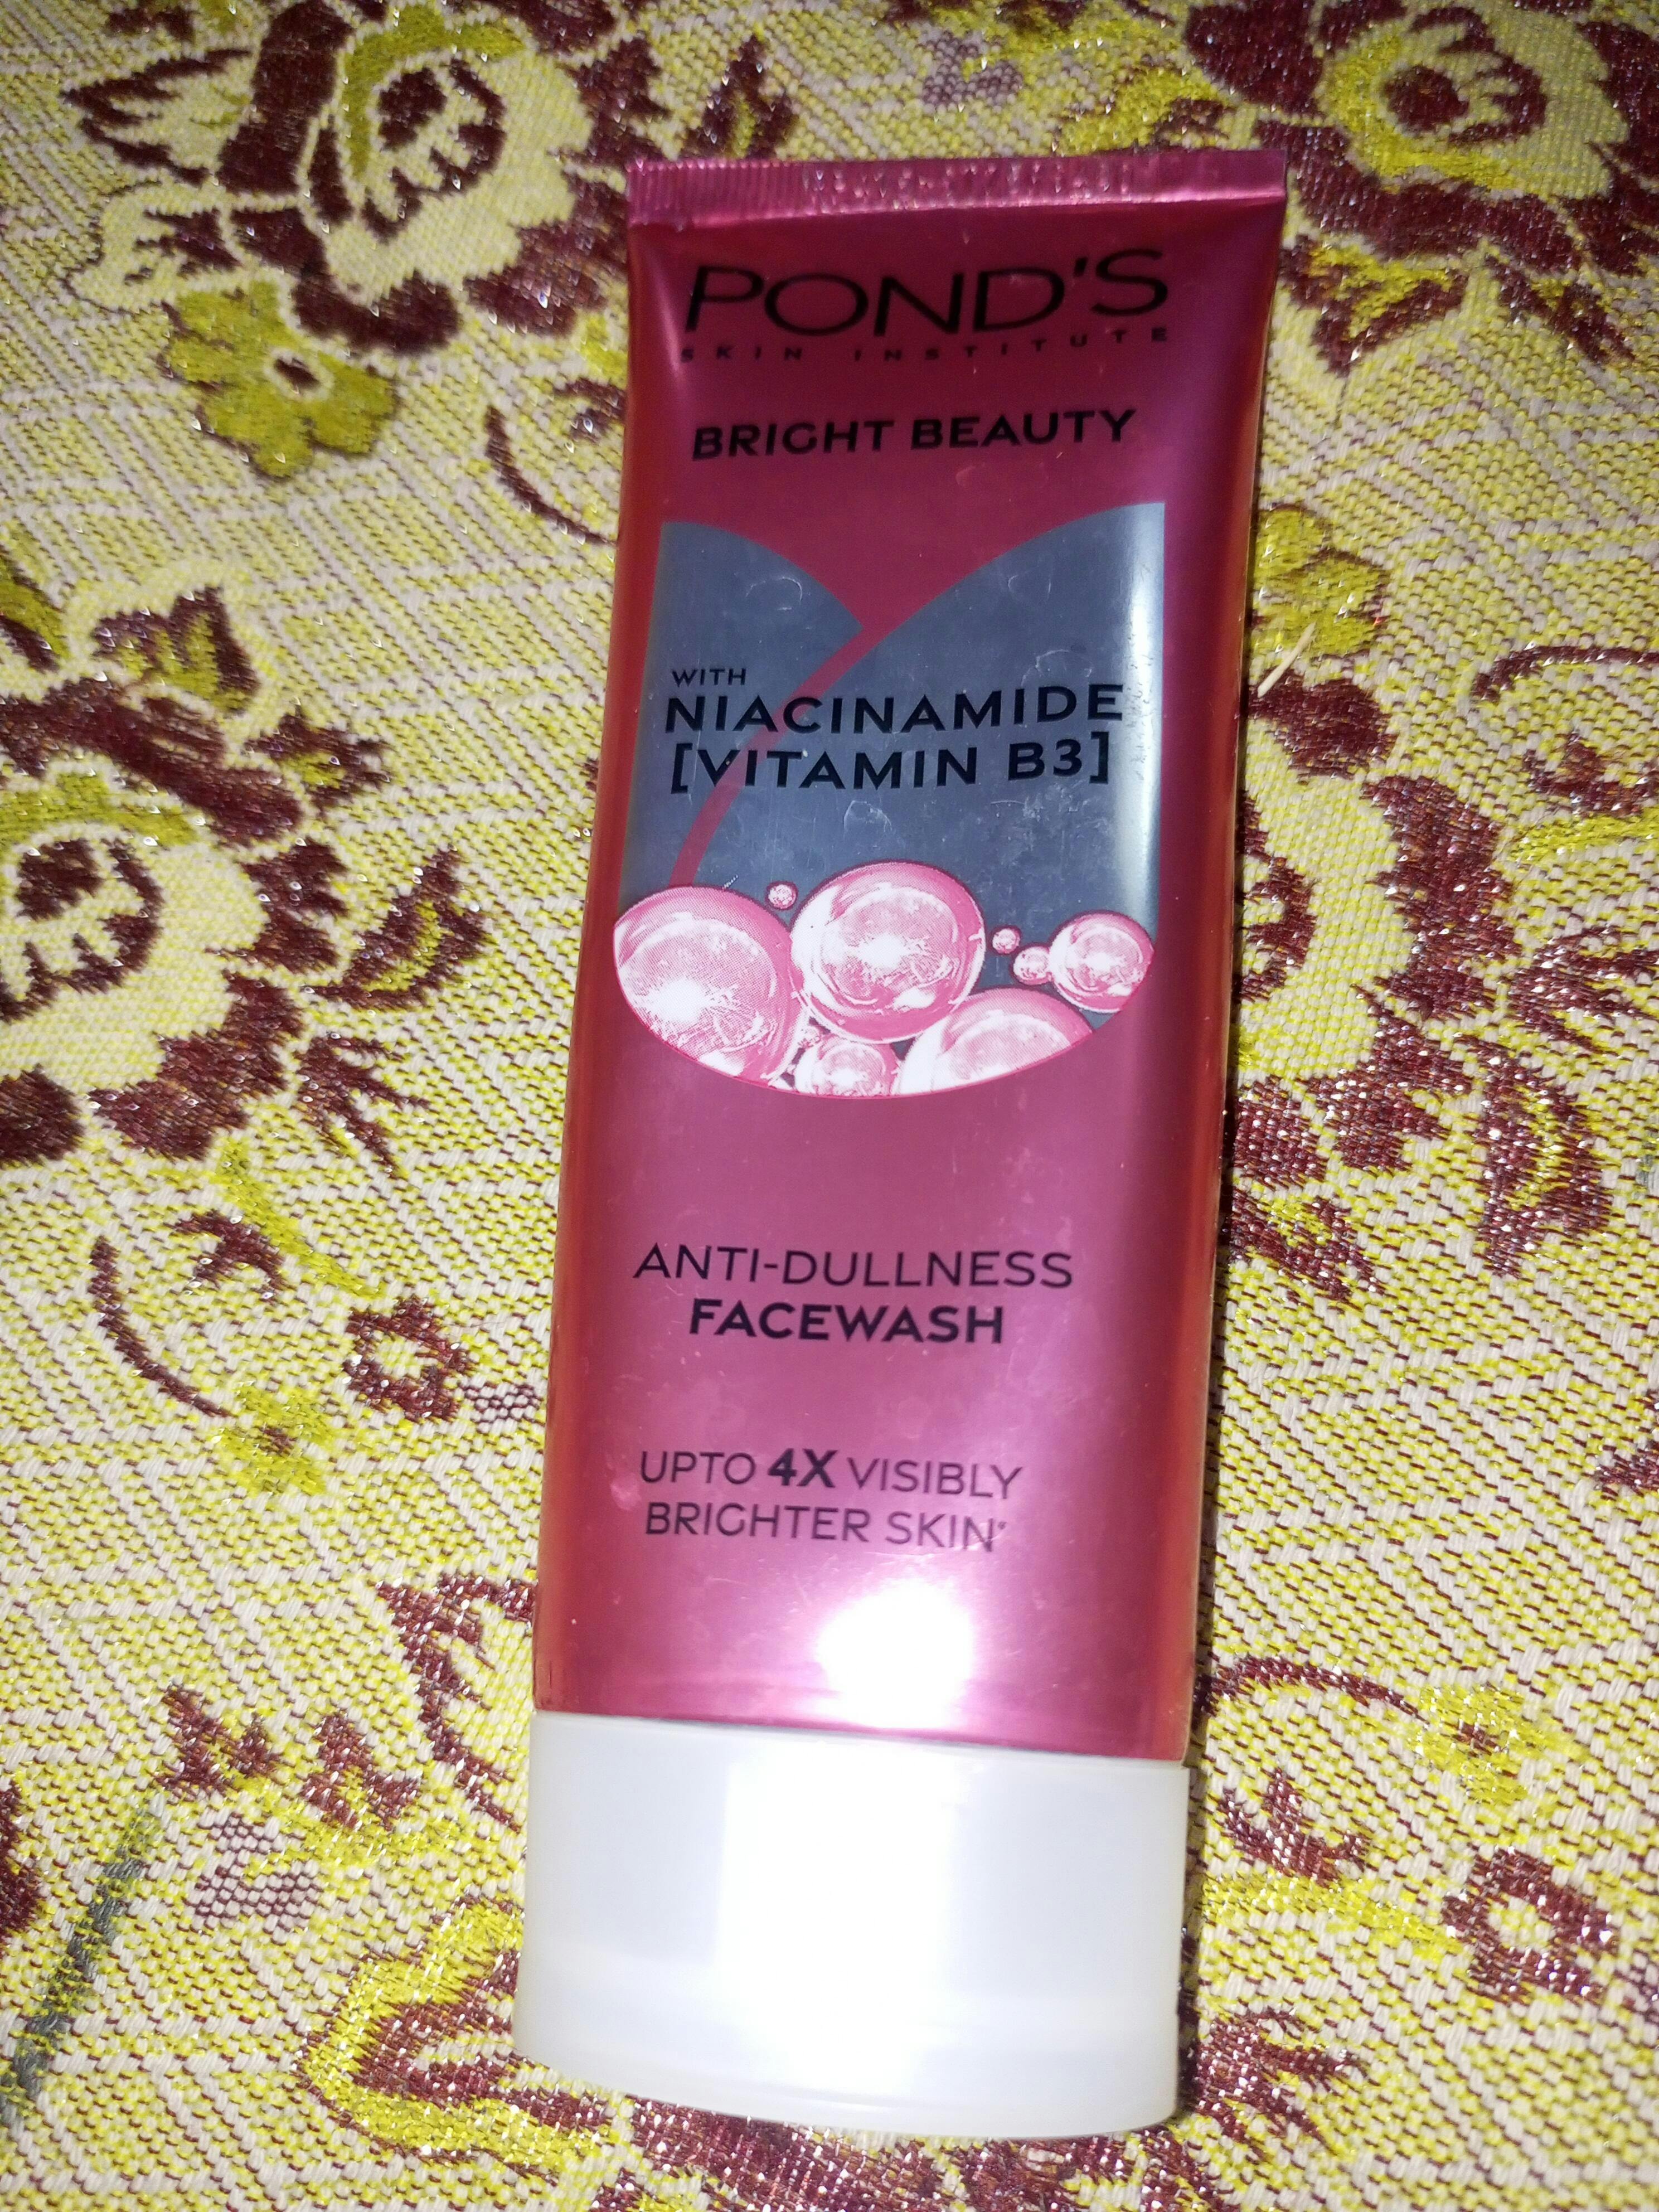 POND'S
SKIN INSTITUTE
BRIGHT BEAUTY
WITH
NIACINAMIDE
[VITAMIN B3]
ANTI-DULLNESS
FACEWASH
UPTO 4X VISIBLY
BRIGHTER SKIN*